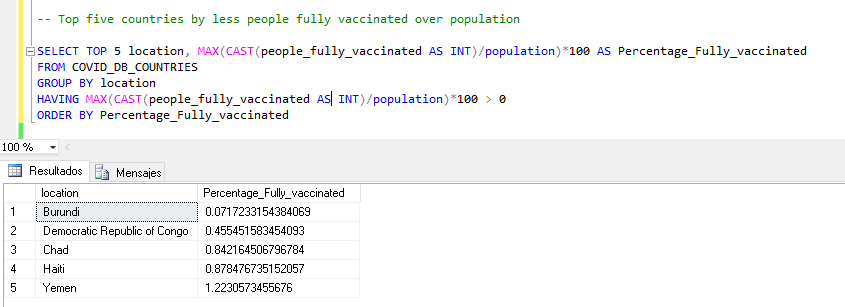 -- Top five countries by less people fully vaccinated over population
SELECT TOP 5 location, MAX(CAST(people_fully_vaccinated AS INT)/population)*100 AS Percentage_Fully_vaccinated
FROM COVID_DB_COUNTRIES
GROUP BY location
HAVING MAX(CAST(people_fully_vaccinated AS INT)/population)*100 > 0
ORDER BY Percentage_Fully_vaccinated
100 %
Resultados Mensajes
location Percentage_Fully_vaccinated
1 Burundi 0.0717233154384069
2 Democratic Republic of Congo 0.455451583454093
3 Chad 0.842164506796784
4 Haiti 0.878476735152057
5 Yemen 1.2230573455676